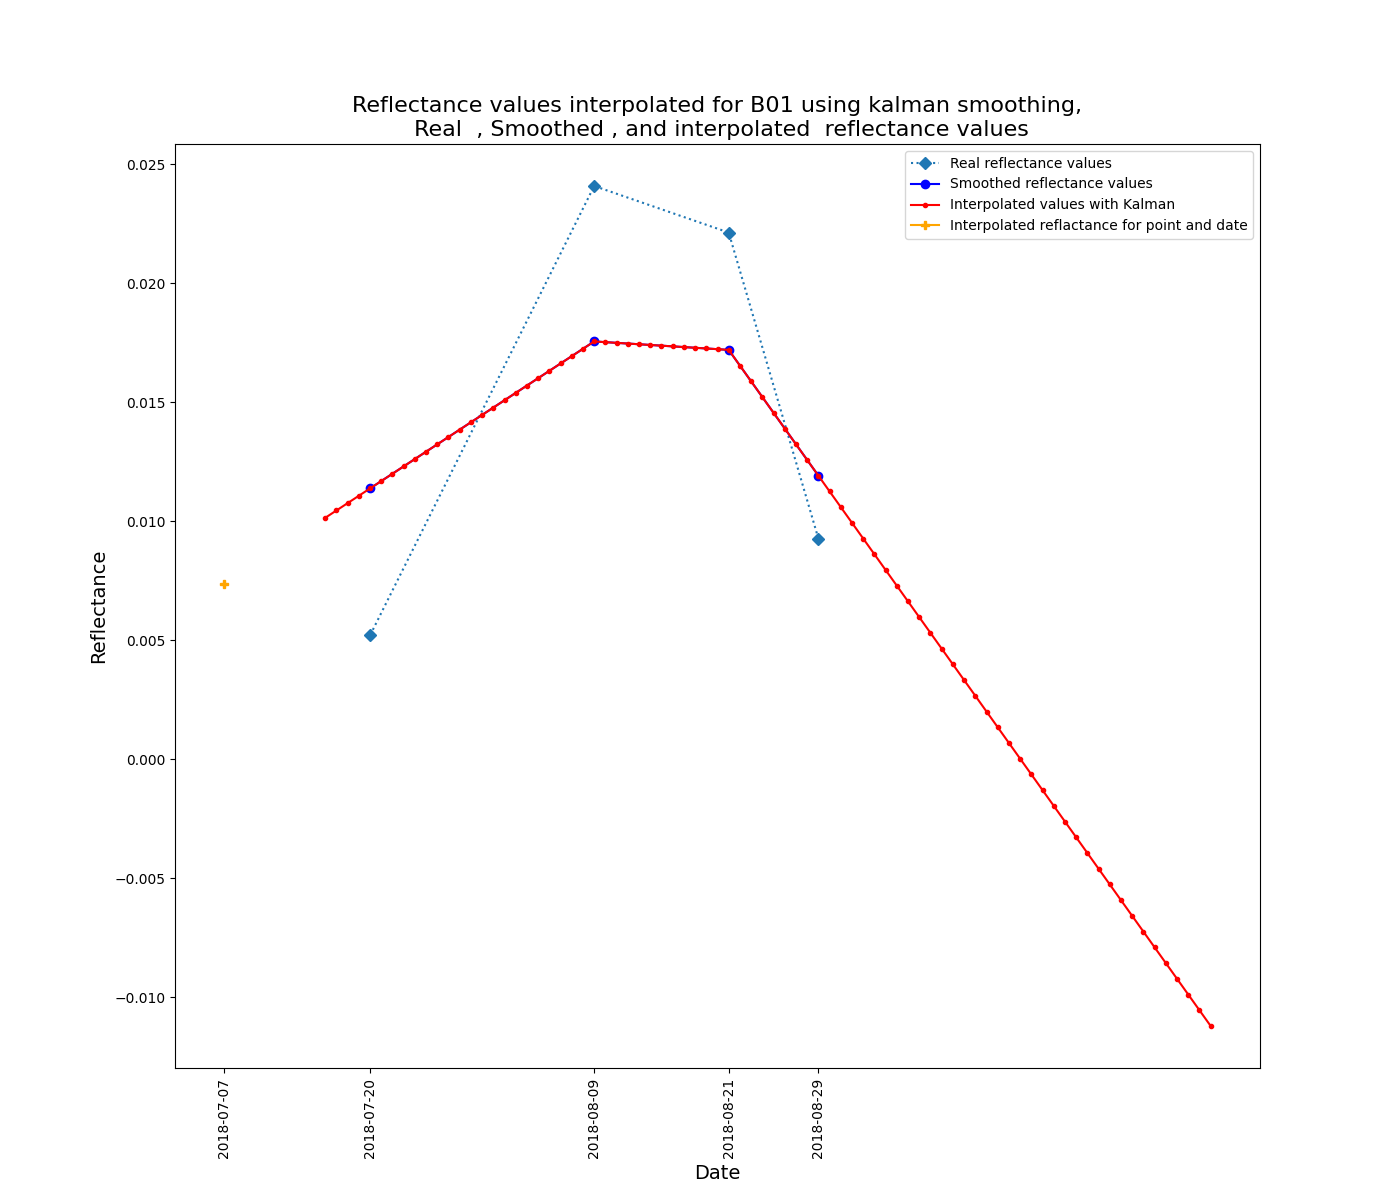 Reflectance values interpolated for B01 using kalman smoothing,
Real  , Smoothed , and interpolated  reflectance values
Real reflectance values
Smoothed reflectance values
Interpolated values with Kalman
Interpolated reflactance for point and date
Reflectance
0.025
0.020
0.015
0.010
0.005
0.000
−0.005
−0.010
2018-07-07
2018-07-20
2018-08-09
2018-08-21
2018-08-29
Date